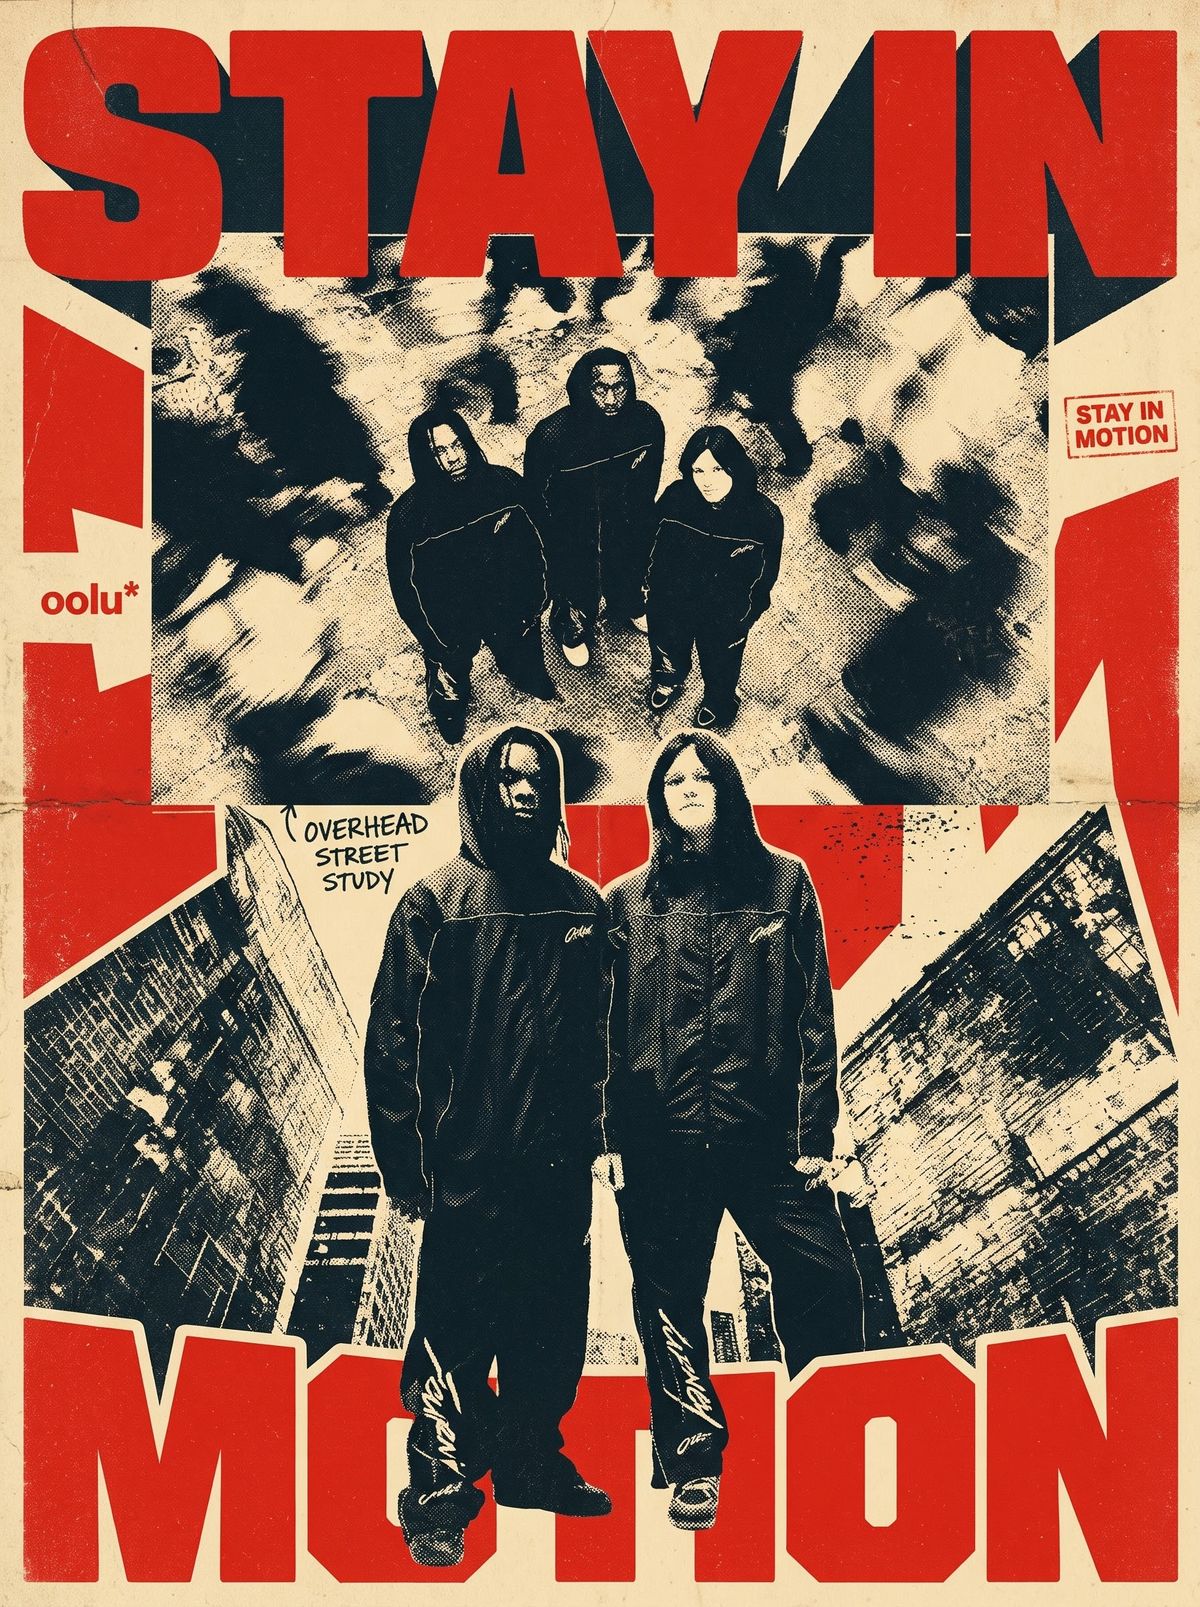 STAY IN
STAY IN
MOTION
oolu*
OVERHEAD
STREET
STUDY
MOTION